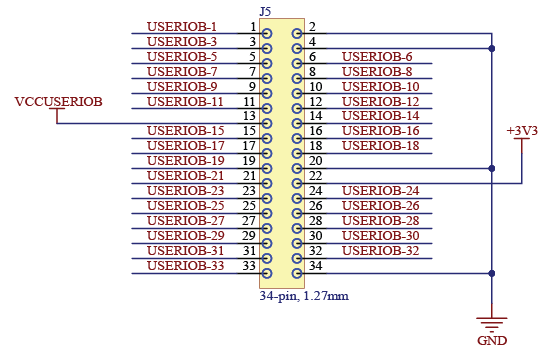 J5
USERIOB-1 1 2
USERIOB-3 3 4
USERIOB-5 5 6 USERIOB-6
USERIOB-7 7 8 USERIOB-8
USERIOB-9 9 10 USERIOB-10
USERIOB-11 11 12 USERIOB-12
VCCUSERIOB
13 14 USERIOB-14
USERIOB-15 15 16 USERIOB-16
+3V3
USERIOB-17 17 18 USERIOB-18
USERIOB-19 19 20
USERIOB-21 21 22
USERIOB-23 23 24 USERIOB-24
USERIOB-25 25 26 USERIOB-26
USERIOB-27 27 28 USERIOB-28
USERIOB-29 29 30 USERIOB-30
USERIOB-31 31 32 USERIOB-32
USERIOB-33 33 34
34-pin, 1.27mm
GND